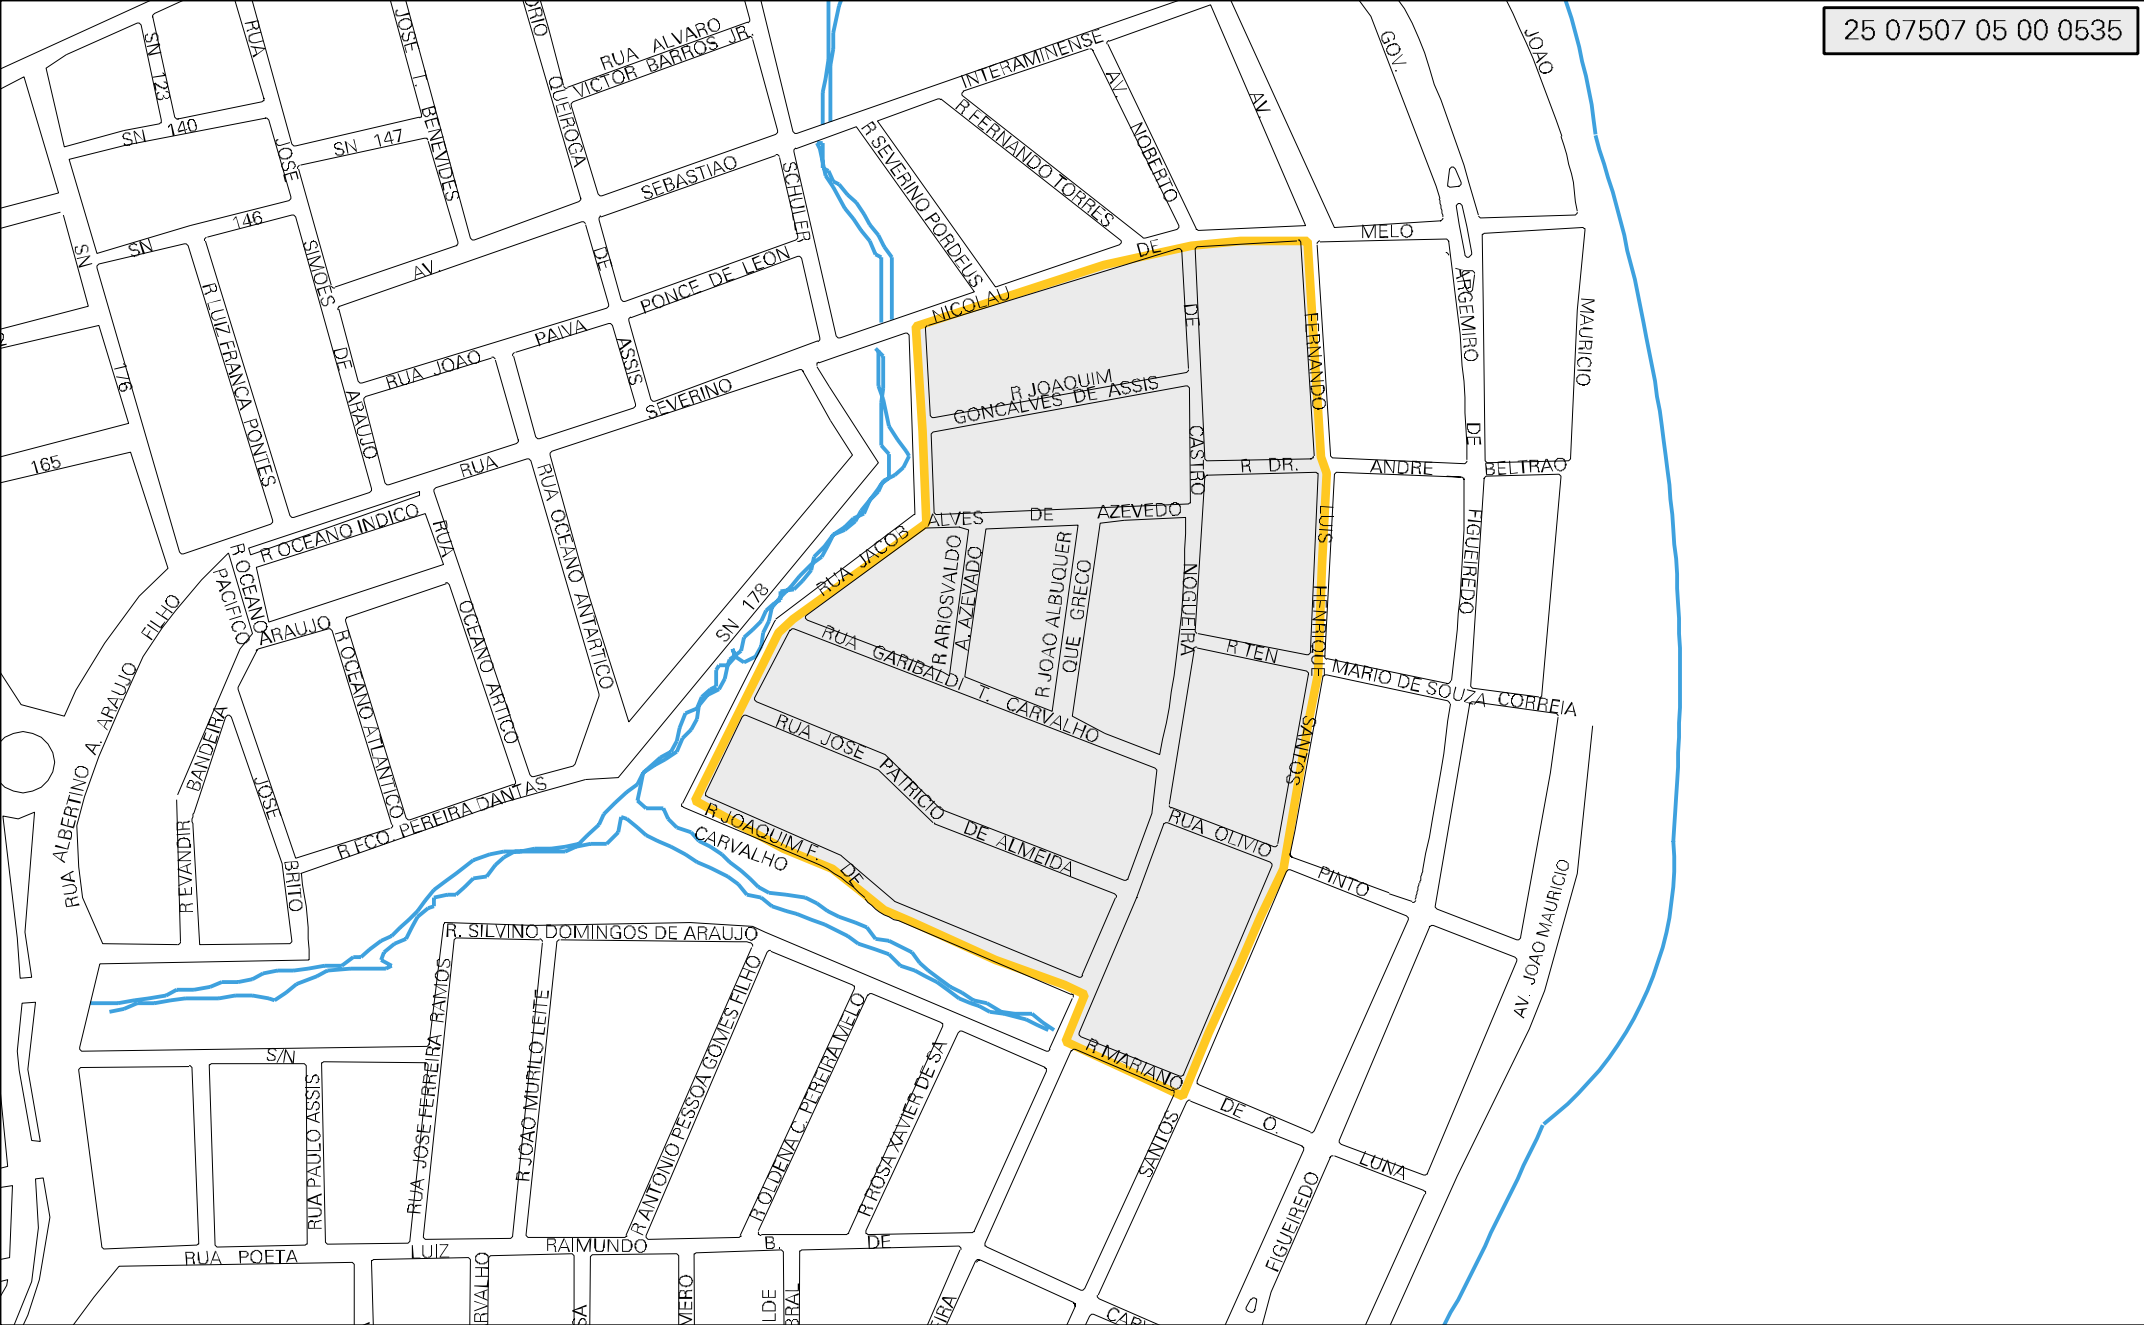 25 07507 05 00 0535
SN 123
RUA
JOSE T. BENEVIDES
QUEIROGA
RUA ALVARO
VICTOR BARROS JR.
INTERAMINENSE
AV.
NOBERTO
AV.
GOV.
JOAO
SN 140
SN 147
JOSE
R SEVERINO PORDEUS
R FERNANDO TORRES
SEBASTIAO
SCHULER
SN 146
SN
SIMOES
AV.
DE
PONCE DE LEON
MELO
DE
NICOLAU
DE
ARGEMIRO
MAURICIO
R LUIZ FRANCA PONTES
DE
ARAUJO
RUA JOAO PAIVA
ASSIS
SEVERINO
176
FERNANDO
R JOAQUIM
GONCALVES DE ASSIS
CASTRO
R DR. ANDRE BELTRAO
DE
165
RUA
RUA OCEANO ANTARTICO
R OCEANO INDICO
RUA
OCEANO ARTICO
R OCEANO
PACIFICO
ALVES DE AZEVEDO
LUIS
FIGUEIREDO
RUA JACOB
R ARIOSVALDO
A. AZEVADO
R JOAO ALBUQUER
QUE GRECO
NOGUEIRA
HENRIQUE
SN 178
RUA ALBERTINO A. ARAUJO FILHO
ARAUJO
R OCEANO ATLANTICO
RUA GARIBALDI T. CARVALHO
R TEN MARIO DE SOUZA CORREIA
SANTOS
RUA JOSE PATRICIO DE ALMEIDA
R EVANDIR
BANDEIRA
JOSE
BRITO
R FCO. PEREIRA DANTAS
R JOAQUIM F. DE
CARVALHO
RUA OLIVIO PINTO
AV. JOAO MAURICIO
R. SILVINO DOMINGOS DE ARAUJO
RUA JOSE FERREIRA RAMOS
R JOAO MURILO LEITE
R ANTONIO PESSOA GOMES FILHO
R OLDENA C. PEREIRA MELO
R ROSA XAVIER DE SA
S/N
RUA PAULO ASSIS
R MARIANO DE O. LUNA
SANTOS
FIGUEIREDO
RUA POETA LUIZ RAIMUNDO B. DE